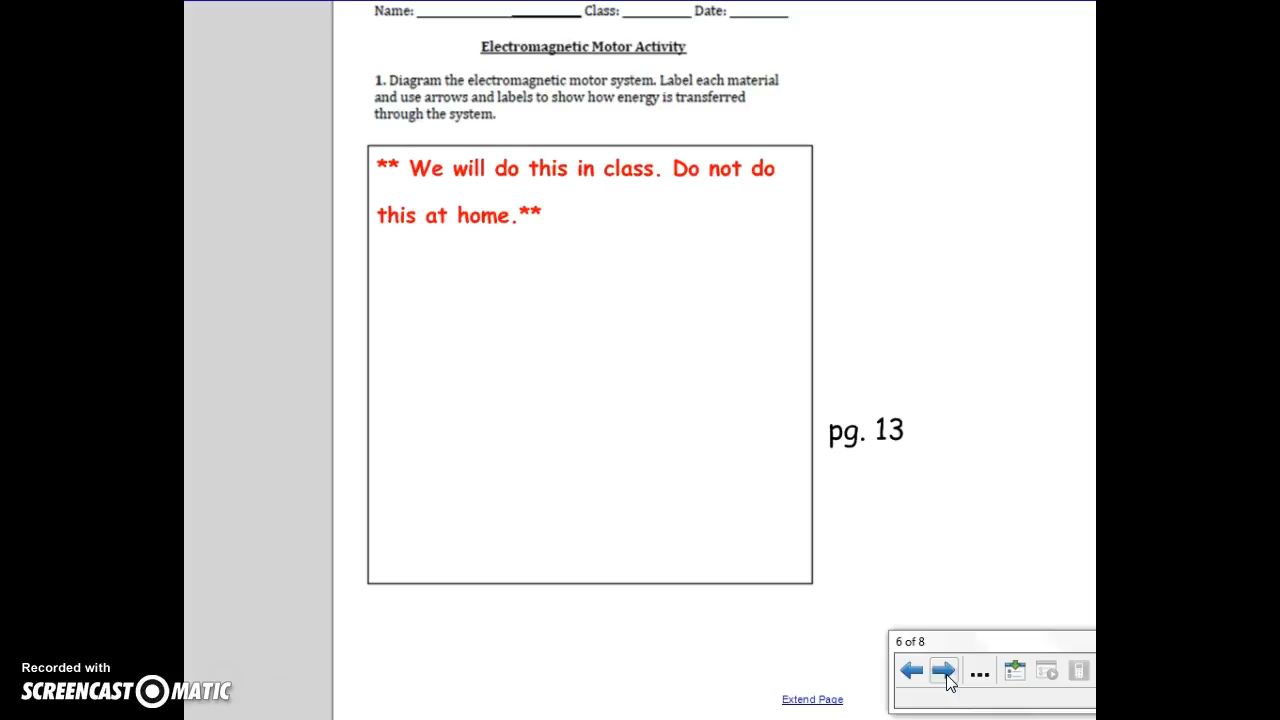 Name: ____________________ Class: _________ Date: ________
Electromagnetic Motor Activity
1. Diagram the electromagnetic motor system. Label each material
and use arrows and labels to show how energy is transferred
through the system.
** We will do this in class. Do not do
this at home.**
pg. 13
6 of 8
Extend Page
Recorded with
SCREENCAST-O-MATIC